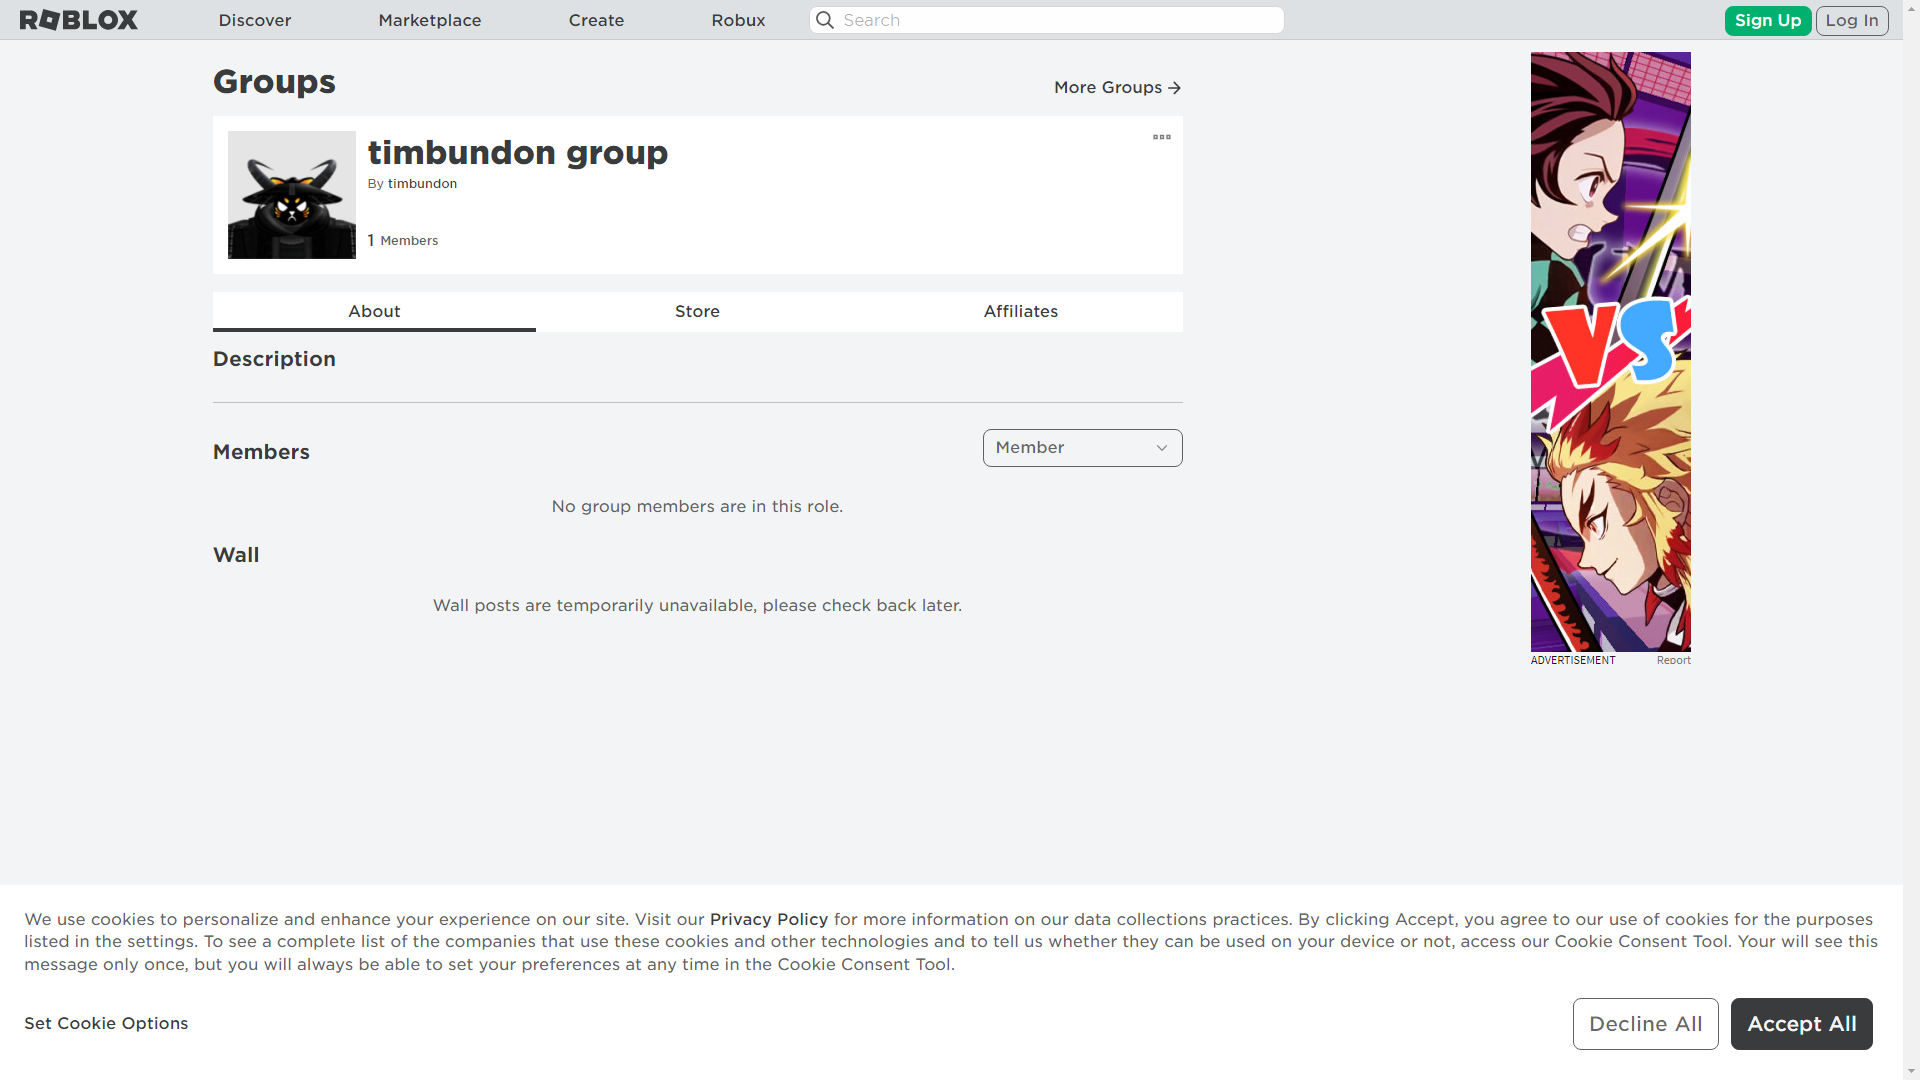 ROBLOX
Discover
Marketplace
Create
Robux
Search
Sign Up
Log In
Groups
More Groups
timbundon group
By timbundon
1 Members
About
Store
Affiliates
Description
Members
Member
No group members are in this role.
Wall
Wall posts are temporarily unavailable, please check back later.
VS
ADVERTISEMENT
Report
We use cookies to personalize and enhance your experience on our site. Visit our Privacy Policy for more information on our data collections practices. By clicking Accept, you agree to our use of cookies for the purposes
listed in the settings. To see a complete list of the companies that use these cookies and other technologies and to tell us whether they can be used on your device or not, access our Cookie Consent Tool. Your will see this
message only once, but you will always be able to set your preferences at any time in the Cookie Consent Tool.
Set Cookie Options
Decline All
Accept All